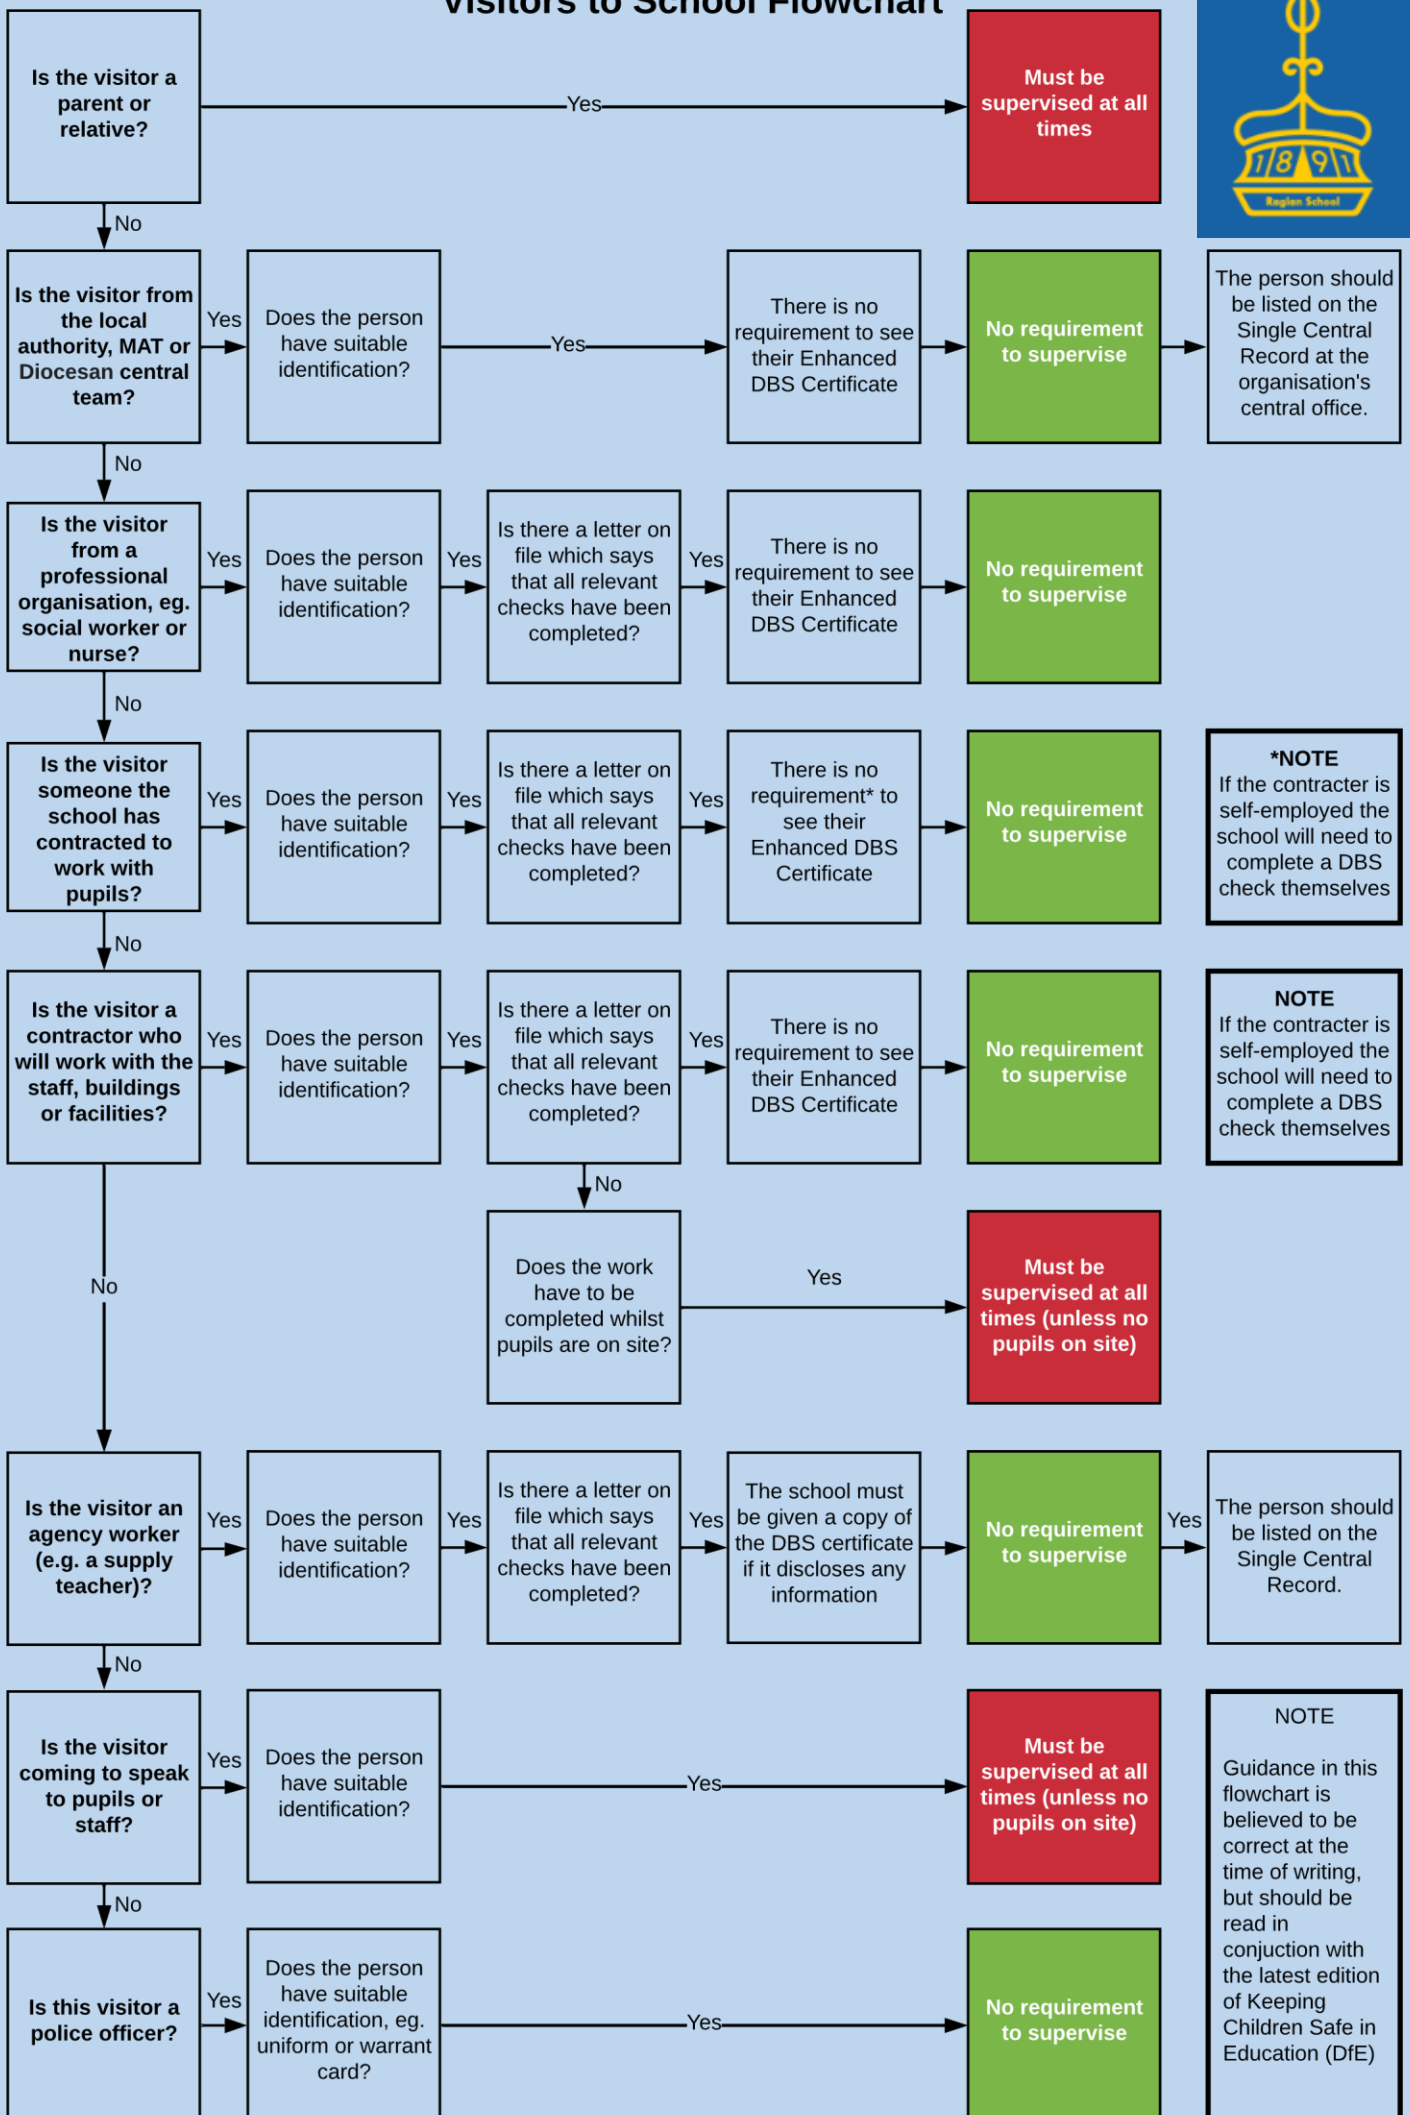 Visitors to School Flowchart
Is the visitor a
parent or
relative?
Yes
Must be
supervised at all
times
1891
Raglan School
No
Is the visitor from
the local
authority, MAT or
Diocesan central
team?
Yes
Does the person
have suitable
identification?
Yes
There is no
requirement to see
their Enhanced
DBS Certificate
No requirement
to supervise
The person should
be listed on the
Single Central
Record at the
organisation's
central office.
No
Is the visitor
from a
professional
organisation, eg.
social worker or
nurse?
Yes
Does the person
have suitable
identification?
Yes
Is there a letter on
file which says
that all relevant
checks have been
completed?
Yes
There is no
requirement to see
their Enhanced
DBS Certificate
No requirement
to supervise
No
Is the visitor
someone the
school has
contracted to
work with
pupils?
Yes
Does the person
have suitable
identification?
Yes
Is there a letter on
file which says
that all relevant
checks have been
completed?
Yes
There is no
requirement* to
see their
Enhanced DBS
Certificate
No requirement
to supervise
*NOTE
If the contracter is
self-employed the
school will need to
complete a DBS
check themselves
No
Is the visitor a
contractor who
will work with the
staff, buildings
or facilities?
Yes
Does the person
have suitable
identification?
Yes
Is there a letter on
file which says
that all relevant
checks have been
completed?
Yes
There is no
requirement to see
their Enhanced
DBS Certificate
No requirement
to supervise
NOTE
If the contracter is
self-employed the
school will need to
complete a DBS
check themselves
No
No
Does the work
have to be
completed whilst
pupils are on site?
Yes
Must be
supervised at all
times (unless no
pupils on site)
Is the visitor an
agency worker
(e.g. a supply
teacher)?
Yes
Does the person
have suitable
identification?
Yes
Is there a letter on
file which says
that all relevant
checks have been
completed?
Yes
The school must
be given a copy of
the DBS certificate
if it discloses any
information
No requirement
to supervise
Yes
The person should
be listed on the
Single Central
Record.
No
Is the visitor
coming to speak
to pupils or
staff?
Yes
Does the person
have suitable
identification?
Yes
Must be
supervised at all
times (unless no
pupils on site)
NOTE
Guidance in this
flowchart is
believed to be
correct at the
time of writing,
but should be
read in
conjuction with
the latest edition
of Keeping
Children Safe in
Education (DfE)
No
Is this visitor a
police officer?
Yes
Does the person
have suitable
identification, eg.
uniform or warrant
card?
Yes
No requirement
to supervise